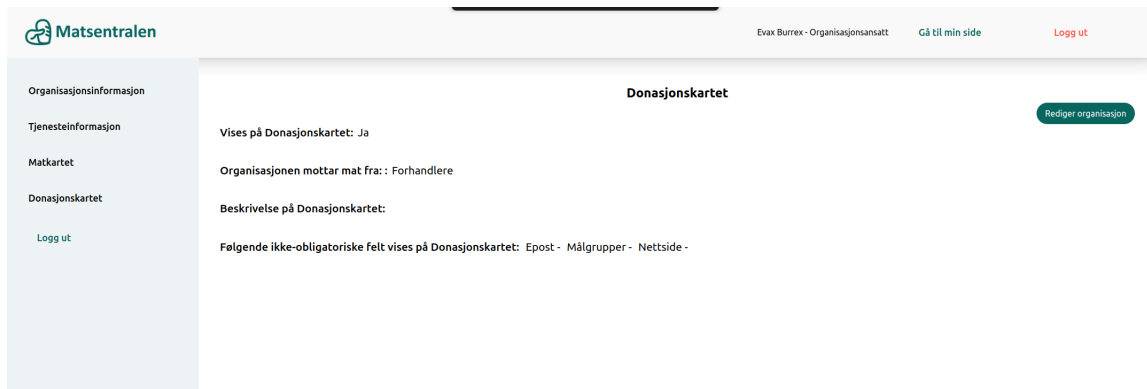 Matsentralen
Evax Burrex - Organisasjonsansatt Gå til min side Logg ut
Organisasjonsinformasjon
Tjenesteinformasjon
Matkartet
Donasjonskartet
Logg ut
Donasjonskartet
Rediger organisasjon
Vises på Donasjonskartet: Ja
Organisasjonen mottar mat fra: : Forhandlere
Beskrivelse på Donasjonskartet:
Følgende ikke-obligatoriske felt vises på Donasjonskartet: Epost - Målgrupper - Nettside -